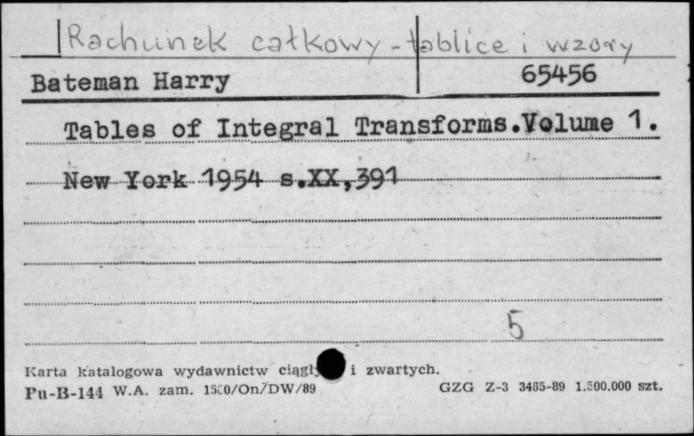 Rachunek całkowy - tablice i wzory
Bateman Harry 65456
Tables of Integral Transforms.Volume 1.
New York 1954 s.XX,391
5
Karta katalogowa wydawnictw i zwartych.
Pu-B-144 W.A. zam. 1500/On/DW/89 GZG Z-3 3465-89 1.500.000 szt.